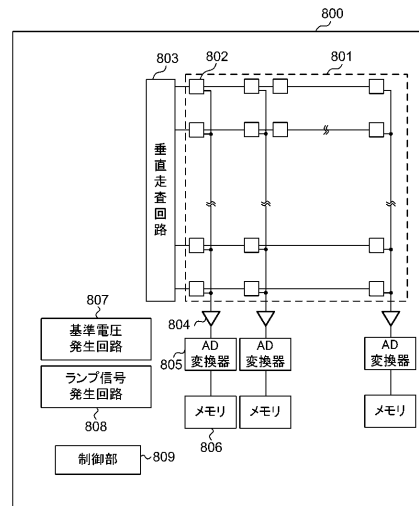 800
803
802
801
垂直走査回路
804
807
基準電圧
発生回路
805
AD
変換器
AD
変換器
AD
変換器
ランプ信号
発生回路
808
メモリ
メモリ
メモリ
806
制御部
809